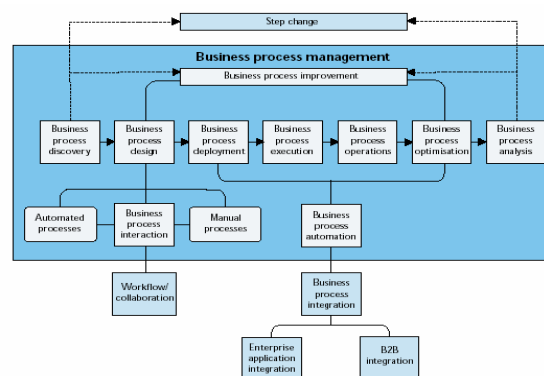 Step change
Business process management
Business process improvement
Business
process
discovery
Business
process
design
Business
process
deployment
Business
process
execution
Business
process
operations
Business
process
optimisation
Business
process
analysis
Automated
processes
Business
process
interaction
Manual
processes
Business
process
automation
Workflow/
collaboration
Business
process
integration
Enterprise
application
integration
B2B
integration